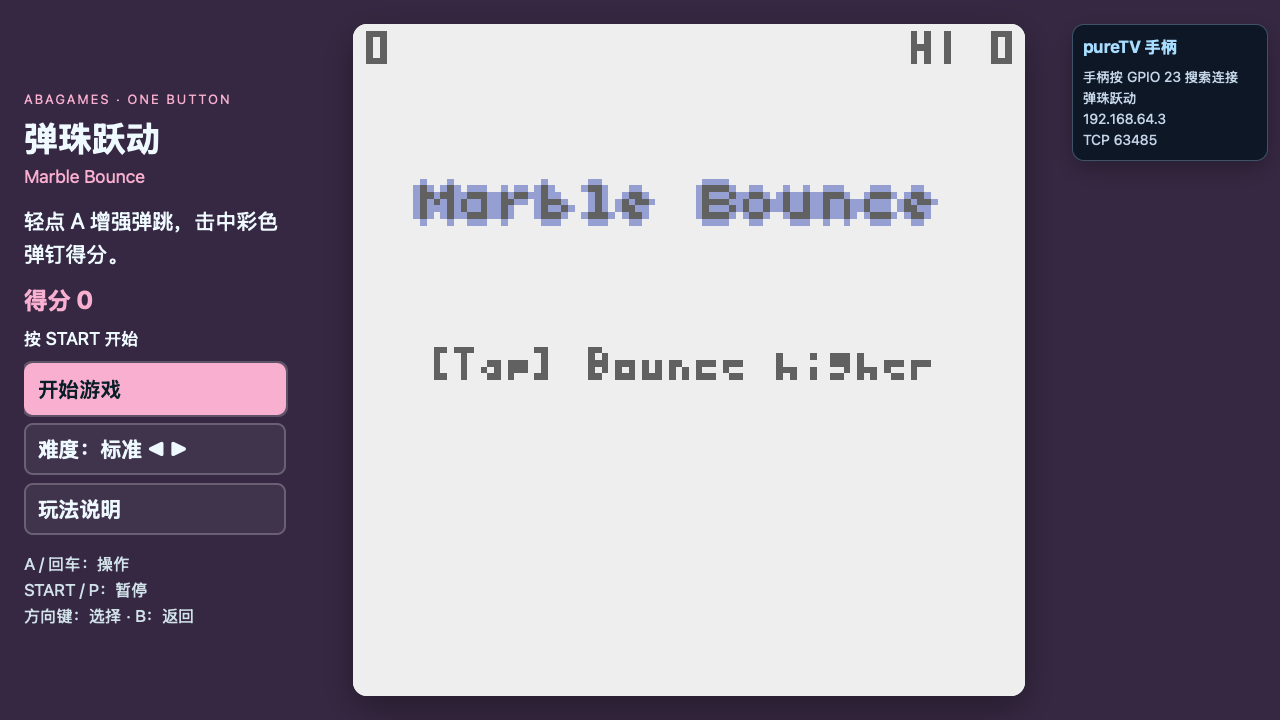 ABAGAMES · ONE BUTTON
弹珠跃动
Marble Bounce
轻点 A 增强弹跳，击中彩色
弹钉得分。
得分 0
按 START 开始
开始游戏
难度：标准 ◀ ▶
玩法说明
A / 回车：操作
START / P：暂停
方向键：选择 · B：返回
0
HI 0
Marble Bounce
[Tap] Bounce higher
pureTV 手柄
手柄按 GPIO 23 搜索连接
弹珠跃动
192.168.64.3
TCP 63485